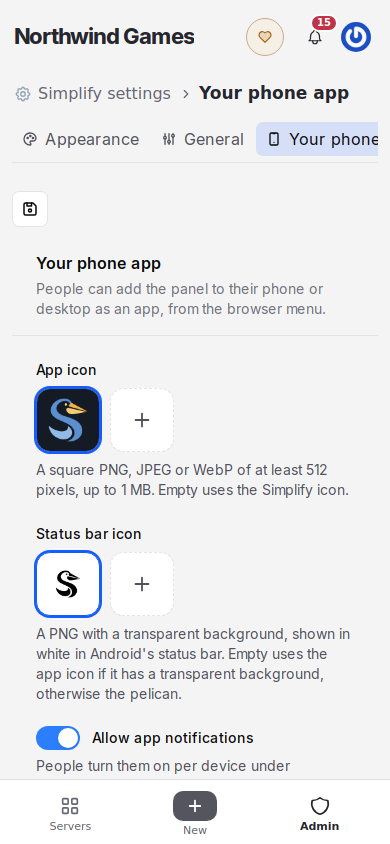 Northwind Games
15
Simplify settings > Your phone app
Appearance
General
Your phone
Your phone app
People can add the panel to their phone or
desktop as an app, from the browser menu.
App icon
A square PNG, JPEG or WebP of at least 512
pixels, up to 1 MB. Empty uses the Simplify icon.
Status bar icon
A PNG with a transparent background, shown in
white in Android's status bar. Empty uses the
app icon if it has a transparent background,
otherwise the pelican.
Allow app notifications
People turn them on per device under
Servers
New
Admin